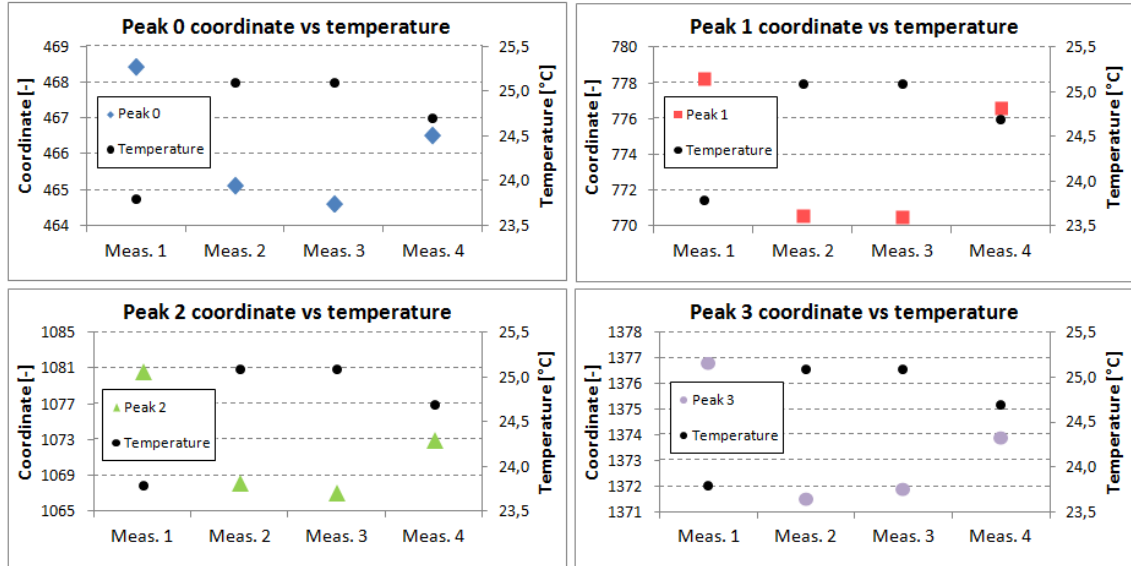 Peak 0 coordinate vs temperature
Coordinate [-]
469
468
467
466
465
464
Peak 0
Temperature
25,5
25,0
24,5
24,0
23,5
Temperature [°C]
Meas. 1 Meas. 2 Meas. 3 Meas. 4
Peak 1 coordinate vs temperature
Coordinate [-]
780
778
776
774
772
770
Peak 1
Temperature
25,5
25,0
24,5
24,0
23,5
Temperature [°C]
Meas. 1 Meas. 2 Meas. 3 Meas. 4
Peak 2 coordinate vs temperature
Coordinate [-]
1085
1081
1077
1073
1069
1065
Peak 2
Temperature
25,5
25,0
24,5
24,0
23,5
Temperature [°C]
Meas. 1 Meas. 2 Meas. 3 Meas. 4
Peak 3 coordinate vs temperature
Coordinate [-]
1378
1377
1376
1375
1374
1373
1372
1371
Peak 3
Temperature
25,5
25,0
24,5
24,0
23,5
Temperature [°C]
Meas. 1 Meas. 2 Meas. 3 Meas. 4